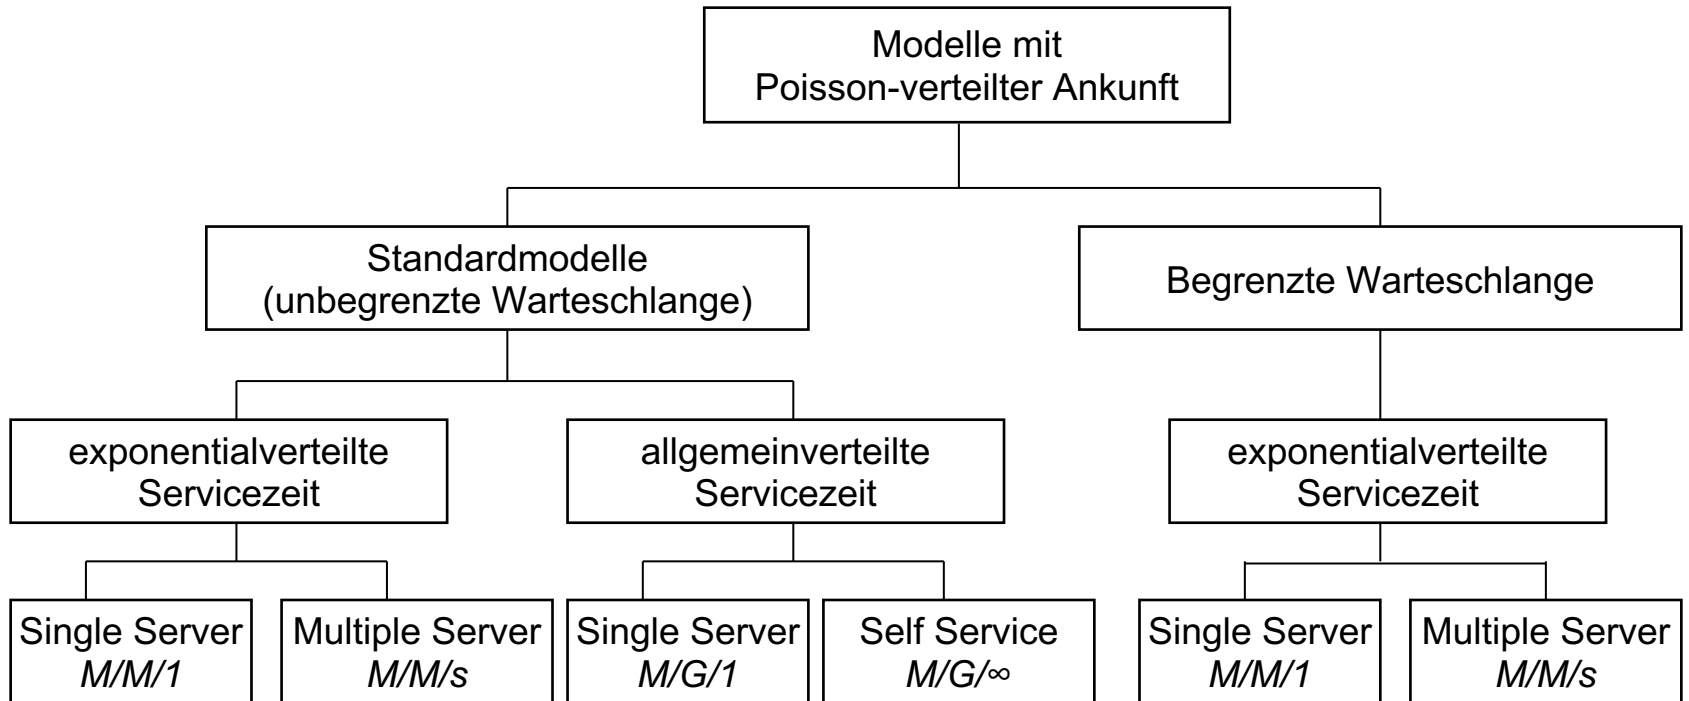 Modelle mit
Poisson-verteilter Ankunft
Standardmodelle
(unbegrenzte Warteschlange)
Begrenzte Warteschlange
exponentialverteilte
Servicezeit
allgemeinverteilte
Servicezeit
exponentialverteilte
Servicezeit
Single Server
M/M/1
Multiple Server
M/M/s
Single Server
M/G/1
Self Service
M/G/∞
Single Server
M/M/1
Multiple Server
M/M/s